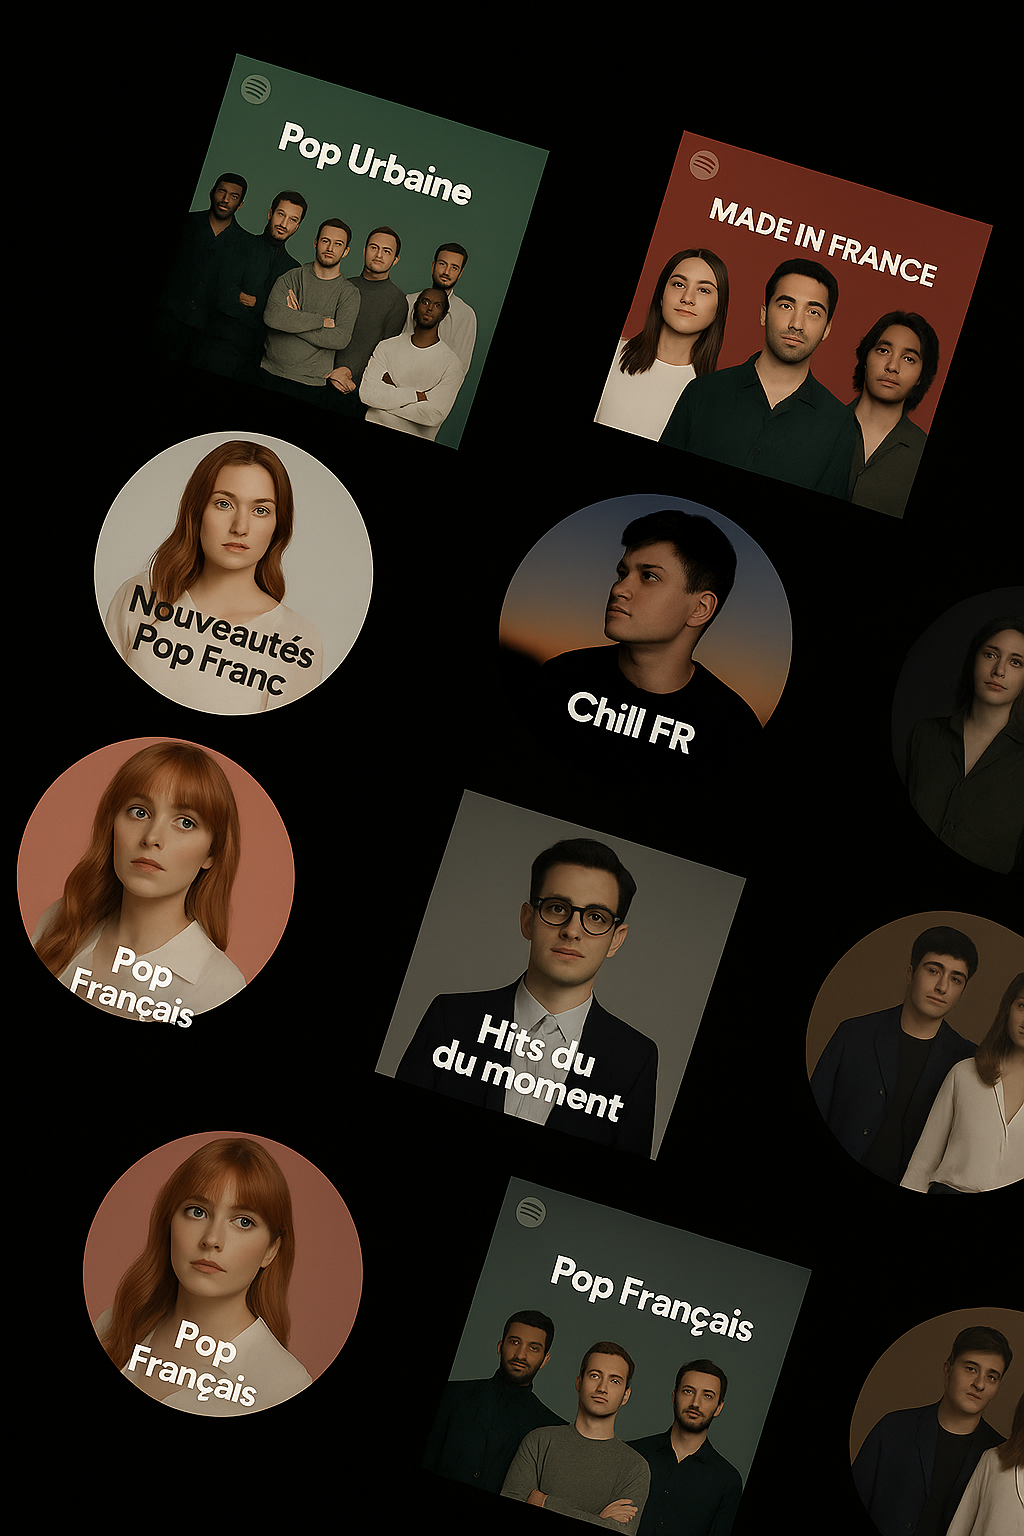 Pop Urbaine
MADE IN FRANCE
Nouveautés
Pop Franc
Chill FR
Pop
Français
Hits du
du moment
Pop
Français
Pop Français